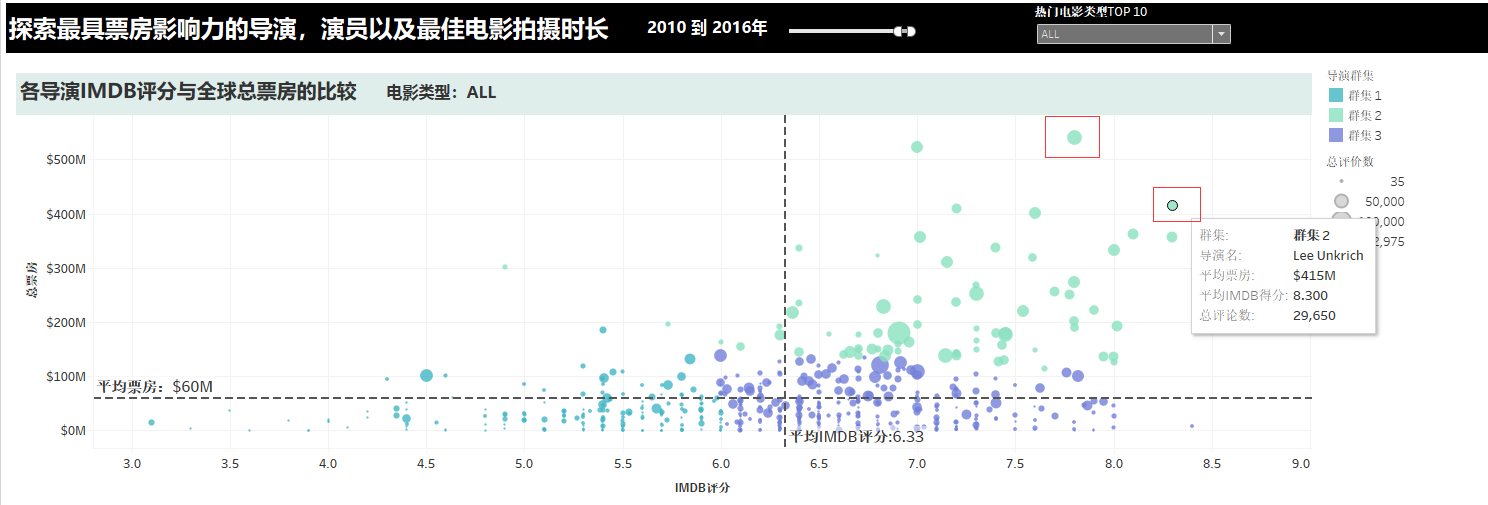 探索最具票房影响力的导演，演员以及最佳电影拍摄时长
2010 到 2016年
热门电影类型TOP 10
ALL
各导演IMDB评分与全球总票房的比较
电影类型：ALL
导演群集
群集 1
群集 2
群集 3
总评价数
35
50,000
2,975
总票房
$500M
$400M
$300M
$200M
$100M
$0M
平均票房：$60M
平均IMDB评分:6.33
群集: 群集 2
导演名: Lee Unkrich
平均票房: $415M
平均IMDB得分: 8.300
总评论数: 29,650
3.0 3.5 4.0 4.5 5.0 5.5 6.0 6.5 7.0 7.5 8.0 8.5 9.0
IMDB评分